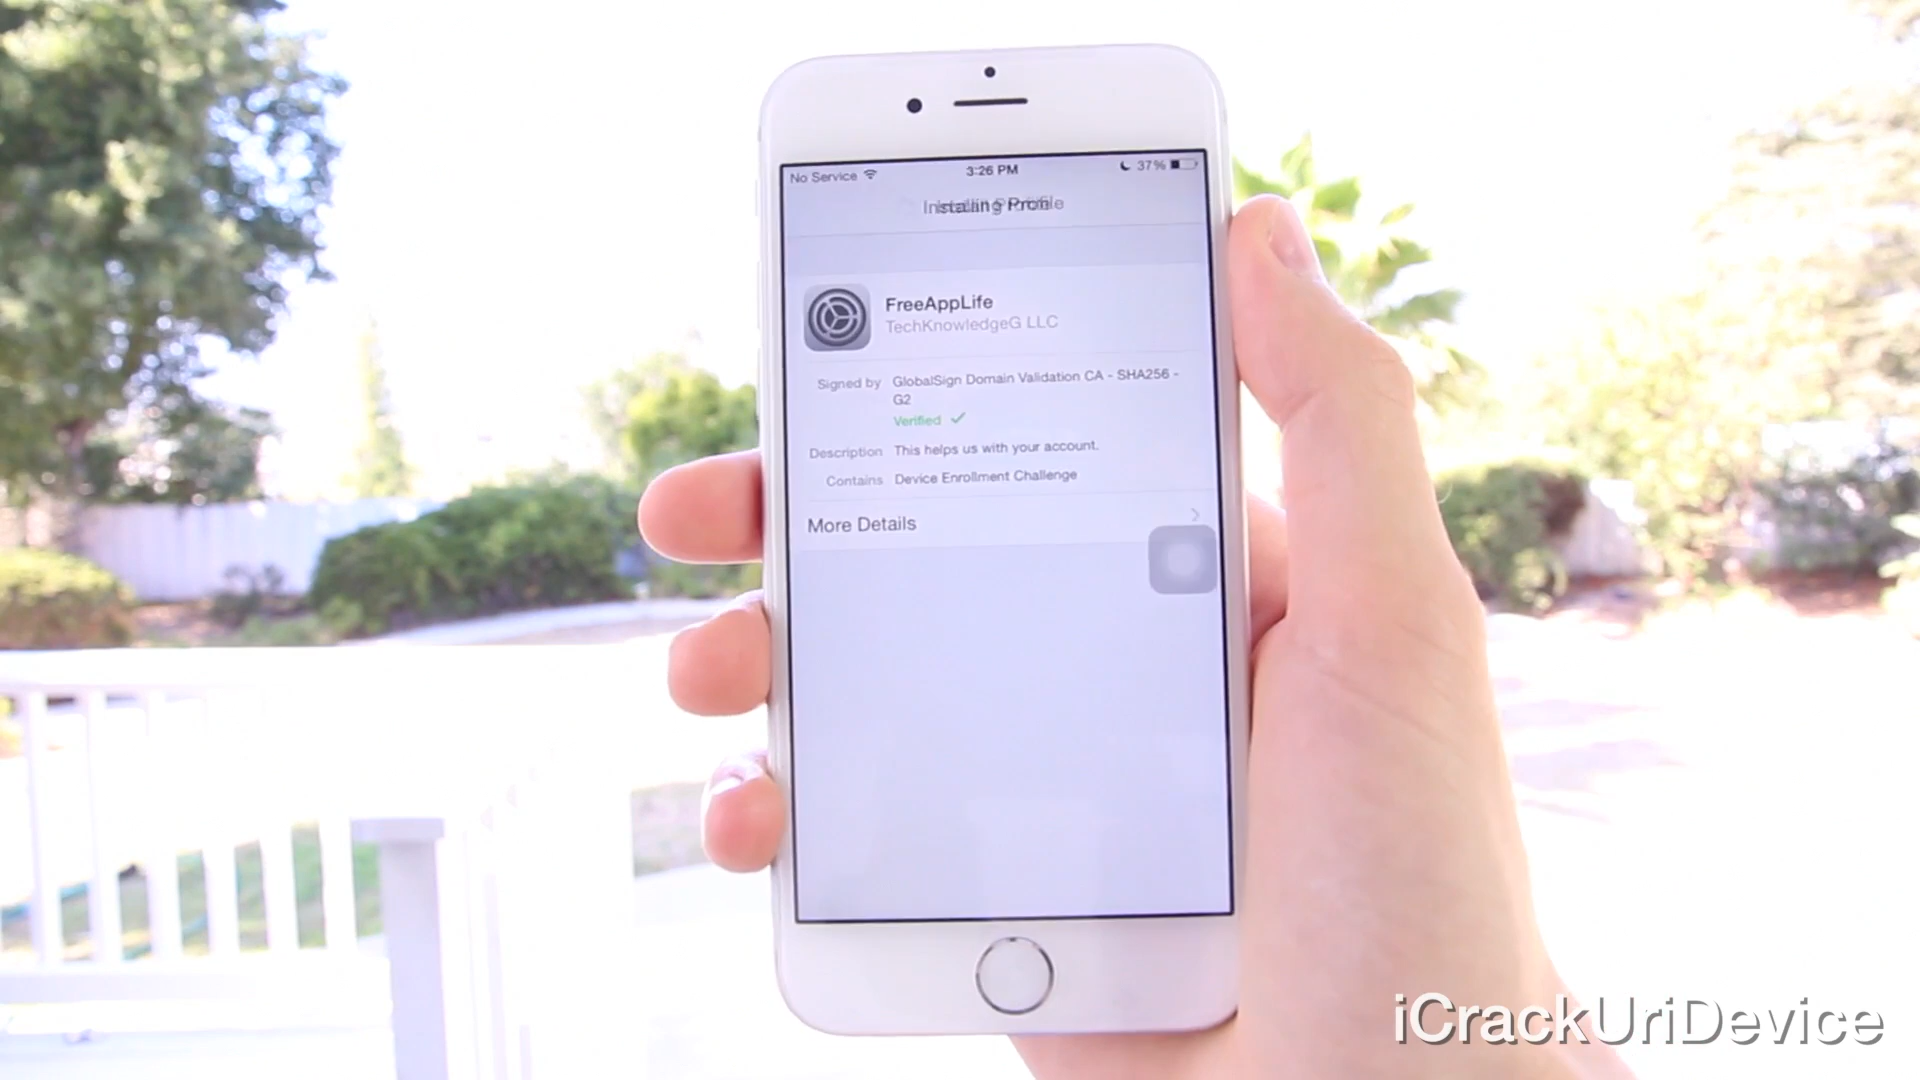 No Service 3:26 PM 37%
Installing Profile
FreeAppLife
TechKnowledgeG LLC
Signed by GlobalSign Domain Validation CA - SHA256 -
G2
Verified ✓
Description This helps us with your account.
Contains Device Enrollment Challenge
More Details
iCrackUriDevice